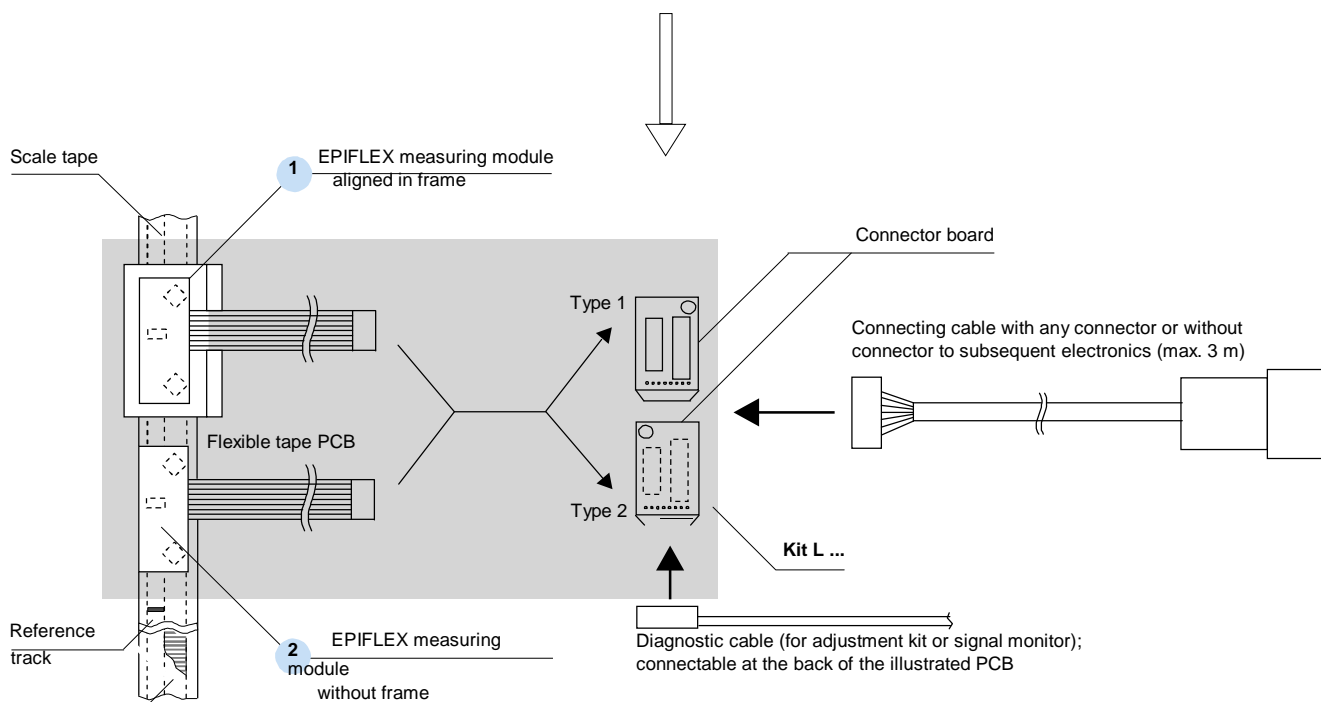 Scale tape
1
EPIFLEX measuring module
aligned in frame
Connector board
Type 1
Connecting cable with any connector or without
connector to subsequent electronics (max. 3 m)
Flexible tape PCB
Type 2
Kit L ...
Reference
track
2
EPIFLEX measuring
module
without frame
Diagnostic cable (for adjustment kit or signal monitor);
connectable at the back of the illustrated PCB